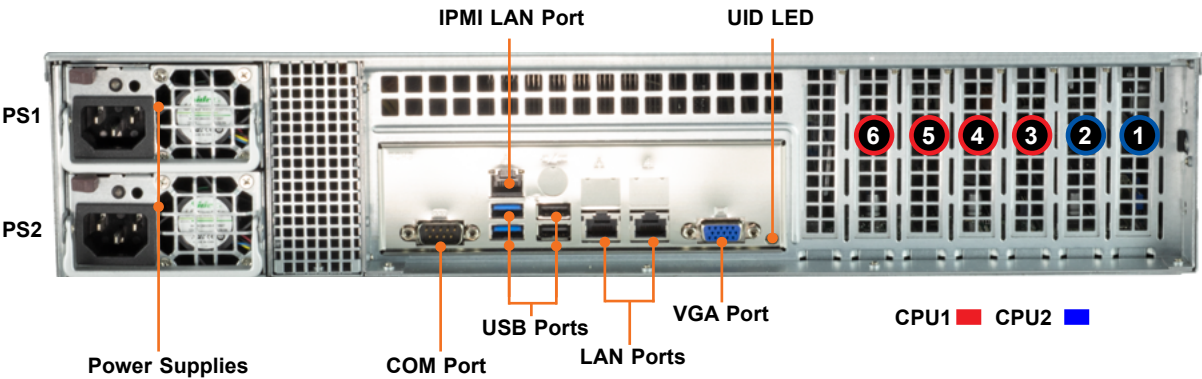 IPMI LAN Port
UID LED
PS1
6 5 4 3 2 1
PS2
USB Ports
VGA Port
CPU1 CPU2
LAN Ports
Power Supplies
COM Port